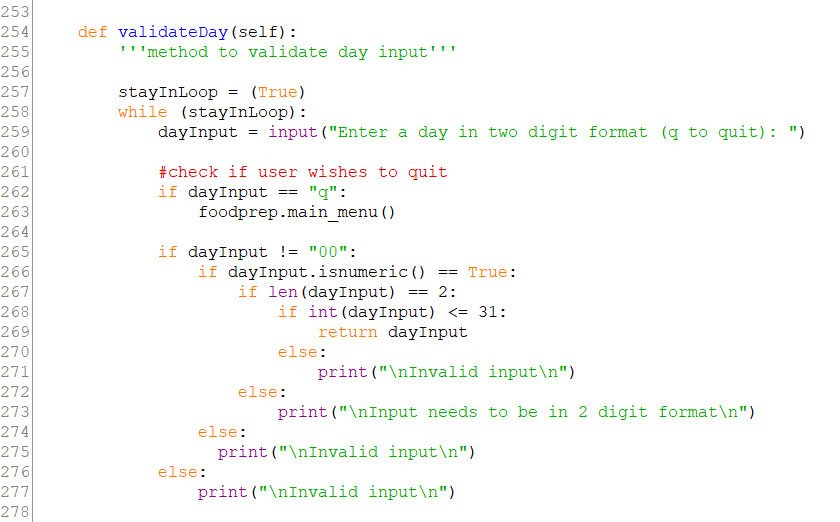 253
254     def validateDay(self):
255         '''method to validate day input'''
256
257         stayInLoop = (True)
258         while (stayInLoop):
259             dayInput = input("Enter a day in two digit format (q to quit): ")
260
261             #check if user wishes to quit
262             if dayInput == "q":
263                 foodprep.main_menu()
264
265             if dayInput != "00":
266                 if dayInput.isnumeric() == True:
267                     if len(dayInput) == 2:
268                         if int(dayInput) <= 31:
269                             return dayInput
270                         else:
271                             print("\nInvalid input\n")
272                     else:
273                         print("\nInput needs to be in 2 digit format\n")
274                 else:
275                   print("\nInvalid input\n")
276             else:
277                 print("\nInvalid input\n")
278